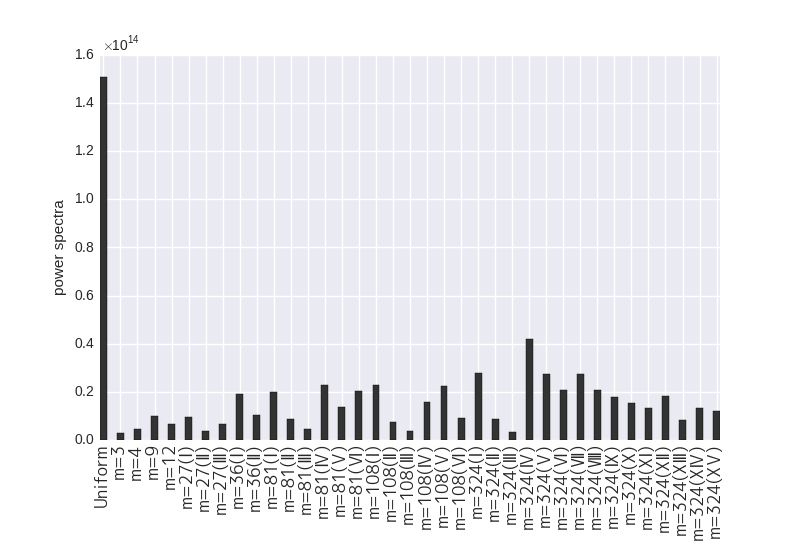 ×10^14
1.6
1.4
1.2
1.0
0.8
0.6
0.4
0.2
0.0
power spectra
Uniform
m=3
m=4
m=9
m=12
m=27(I)
m=27(II)
m=27(III)
m=36(I)
m=36(II)
m=81(I)
m=81(II)
m=81(III)
m=81(IV)
m=81(V)
m=81(VI)
m=108(I)
m=108(II)
m=108(III)
m=108(IV)
m=108(V)
m=108(VI)
m=324(I)
m=324(II)
m=324(III)
m=324(IV)
m=324(V)
m=324(VI)
m=324(VII)
m=324(VIII)
m=324(IX)
m=324(X)
m=324(XI)
m=324(XII)
m=324(XIII)
m=324(XIV)
m=324(XV)